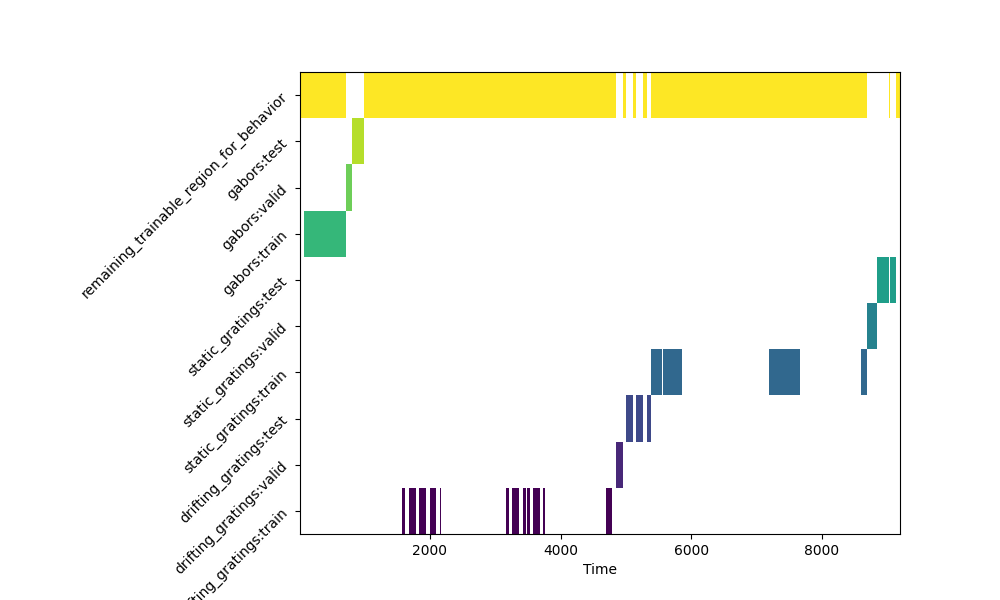 remaining_trainable_region_for_behavior
gabors:test
gabors:valid
gabors:train
static_gratings:test
static_gratings:valid
static_gratings:train
drifting_gratings:test
drifting_gratings:valid
fting_gratings:train
2000 4000 6000 8000
Time